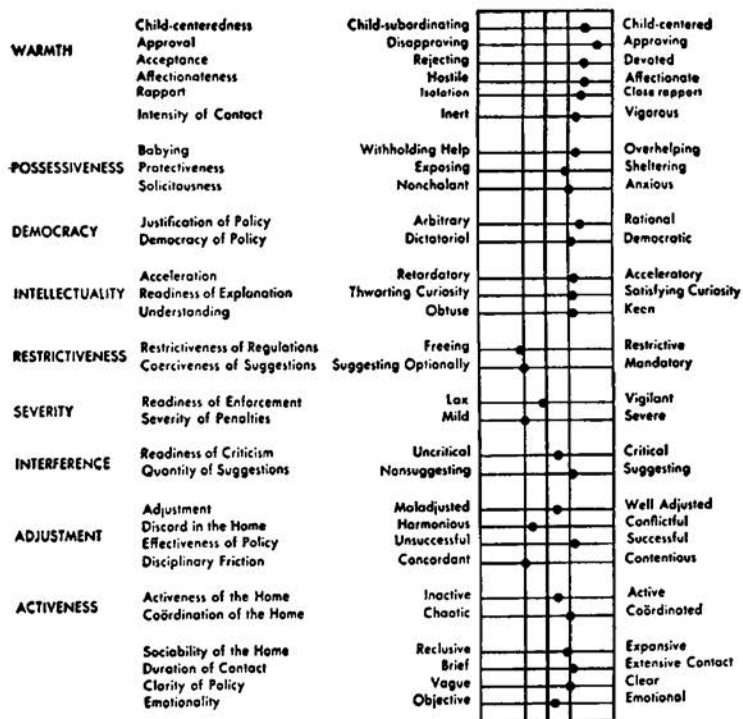 Child-centeredness Child-subordinating Child-centered
WARMTH Approval Disapproving Approving
Acceptance Rejecting Devoted
Affectionateness Hostile Affectionate
Rapport Isolation Close rapport
Intensity of Contact Inert Vigorous
Babying Withholding Help Overhelping
POSSESSIVENESS Protectiveness Exposing Sheltering
Solicitousness Nonchalant Anxious
Justification of Policy Arbitrary Rational
DEMOCRACY Democracy of Policy Dictatorial Democratic
Acceleration Retardatory Acceleratory
INTELLECTUALITY Readiness of Explanation Thwarting Curiosity Satisfying Curiosity
Understanding Obtuse Keen
RESTRICTIVENESS Restrictiveness of Regulations Freeing Restrictive
Coerciveness of Suggestions Suggesting Optionally Mandatory
SEVERITY Readiness of Enforcement Lax Vigilant
Severity of Penalties Mild Severe
INTERFERENCE Readiness of Criticism Uncritical Critical
Quantity of Suggestions Nonsuggesting Suggesting
Adjustment Maladjusted Well Adjusted
ADJUSTMENT Discord in the Home Harmonious Conflictful
Effectiveness of Policy Unsuccessful Successful
Disciplinary Friction Concordant Contentious
ACTIVENESS Activeness of the Home Inactive Active
Coördination of the Home Chaotic Coördinated
Sociability of the Home Reclusive Expansive
Duration of Contact Brief Extensive Contact
Clarity of Policy Vague Clear
Emotionality Objective Emotional